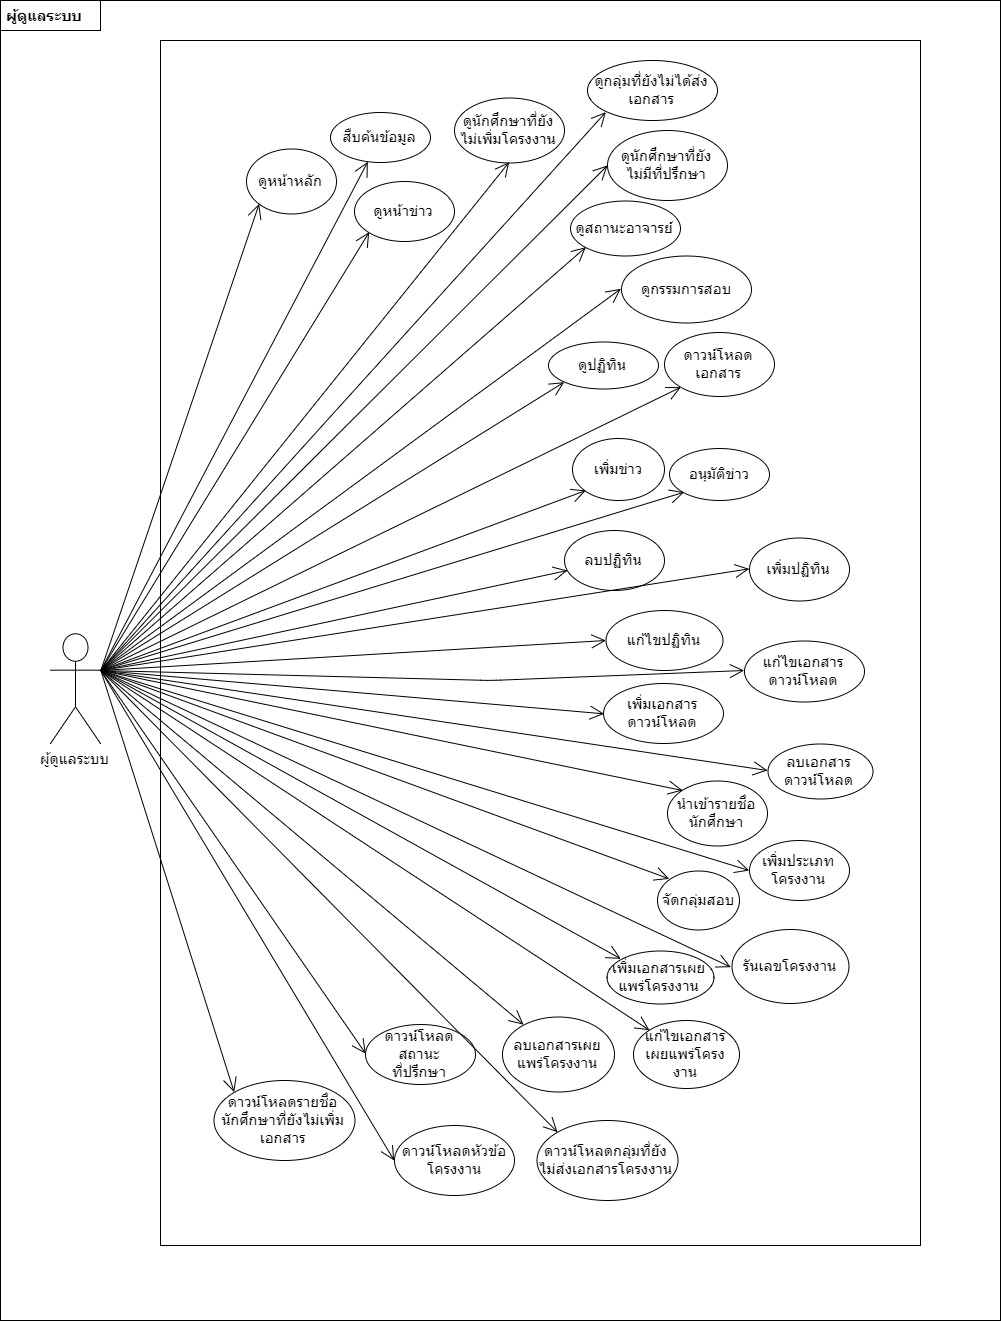 ผู้ดูแลระบบ
ดูกลุ่มที่ยังไม่ได้ส่ง
เอกสาร
ดูนักศึกษาที่ยัง
ไม่เพิ่มโครงงาน
สืบค้นข้อมูล
ดูนักศึกษาที่ยัง
ไม่มีที่ปรึกษา
ดูหน้าหลัก
ดูหน้าข่าว
ดูสถานะอาจารย์
ดูกรรมการสอบ
ดูปฏิทิน
ดาวน์โหลด
เอกสาร
เพิ่มข่าว
อนุมัติข่าว
ลบปฏิทิน
เพิ่มปฏิทิน
แก้ไขปฏิทิน
แก้ไขเอกสาร
ดาวน์โหลด
เพิ่มเอกสาร
ดาวน์โหลด
ผู้ดูแลระบบ
ลบเอกสาร
ดาวน์โหลด
นำเข้ารายชื่อ
นักศึกษา
เพิ่มประเภท
โครงงาน
จัดกลุ่มสอบ
รันเลขโครงงาน
เพิ่มเอกสารเผย
แพร่โครงงาน
ดาวน์โหลด
สถานะ
ที่ปรึกษา
ลบเอกสารเผย
แพร่โครงงาน
แก้ไขเอกสาร
เผยแพร่โครง
งาน
ดาวน์โหลดรายชื่อ
นักศึกษาที่ยังไม่เพิ่ม
เอกสาร
ดาวน์โหลดหัวข้อ
โครงงาน
ดาวน์โหลดกลุ่มที่ยัง
ไม่ส่งเอกสารโครงงาน